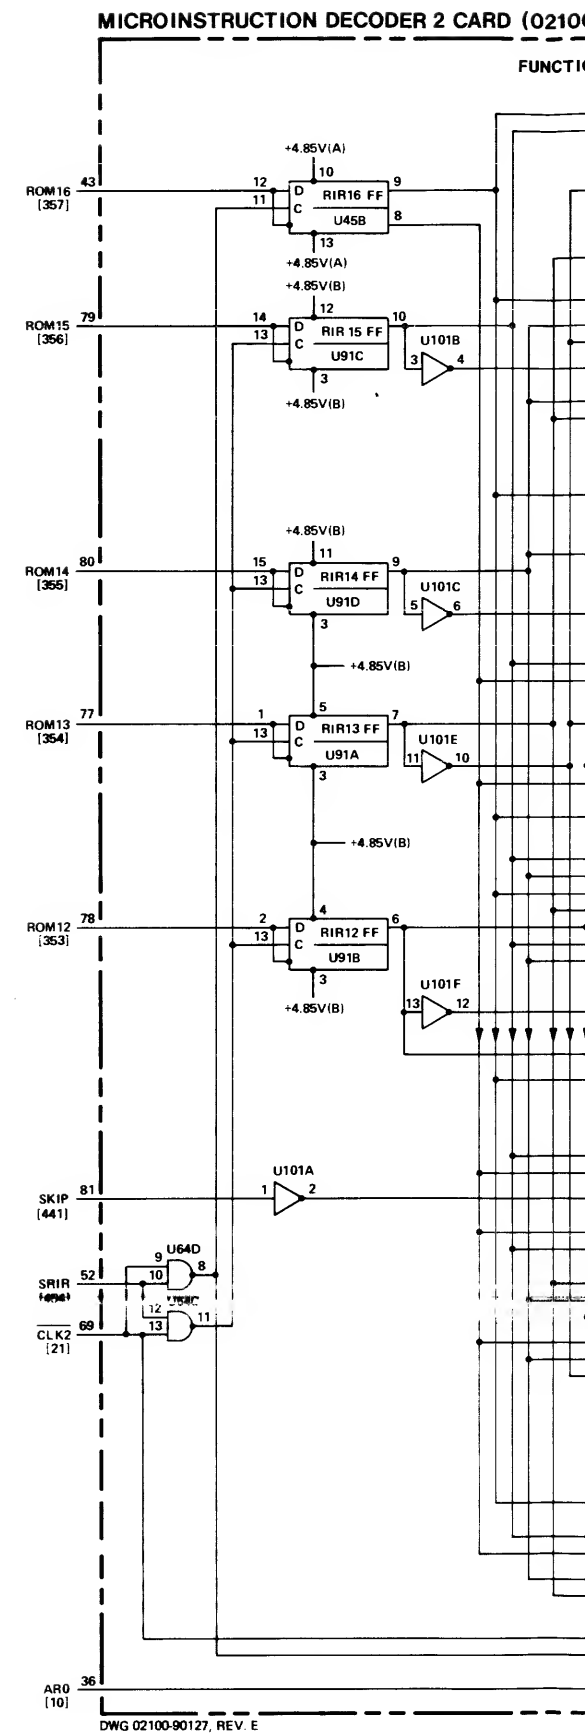 MICROINSTRUCTION DECODER 2 CARD (0210
FUNCTI
+4.85V(A)
10
ROM16 43 12 D RIR16 FF 9
[357] 11 C U45B 8
13
+4.85V(A)
+4.85V(B)
12
ROM15 79 14 D RIR 15 FF 10
[356] 13 C U91C U101B
3 4
3
+4.85V(B)
+4.85V(B)
11
ROM14 80 15 D RIR14 FF 9
[355] 13 C U91D U101C
5 6
3
+4.85V(B)
5
ROM13 77 1 D RIR13 FF 7
[354] 13 C U91A U101E
11 10
3
+4.85V(B)
4
ROM12 78 2 D RIR12 FF 6
[353] 13 C U91B
3
+4.85V(B)
U101F
13 12
U101A
SKIP 81 1 2
[441]
U64D
9 8
SRIR 52 10
12 11
CLK2 69 13
[21]
AR0 36
[10]
DWG 02100-90127, REV. E